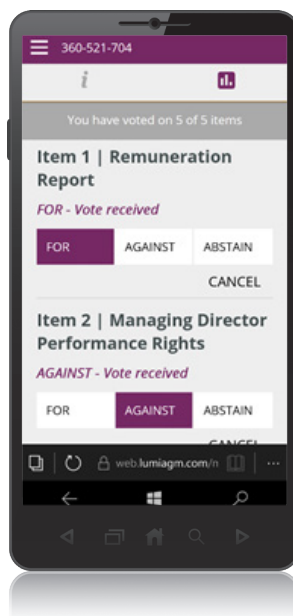 360-521-704
i
You have voted on 5 of 5 items
Item 1 | Remuneration
Report
FOR - Vote received
FOR AGAINST ABSTAIN
CANCEL
Item 2 | Managing Director
Performance Rights
AGAINST - Vote received
FOR AGAINST ABSTAIN
CANCEL
web.lumiagm.com/n